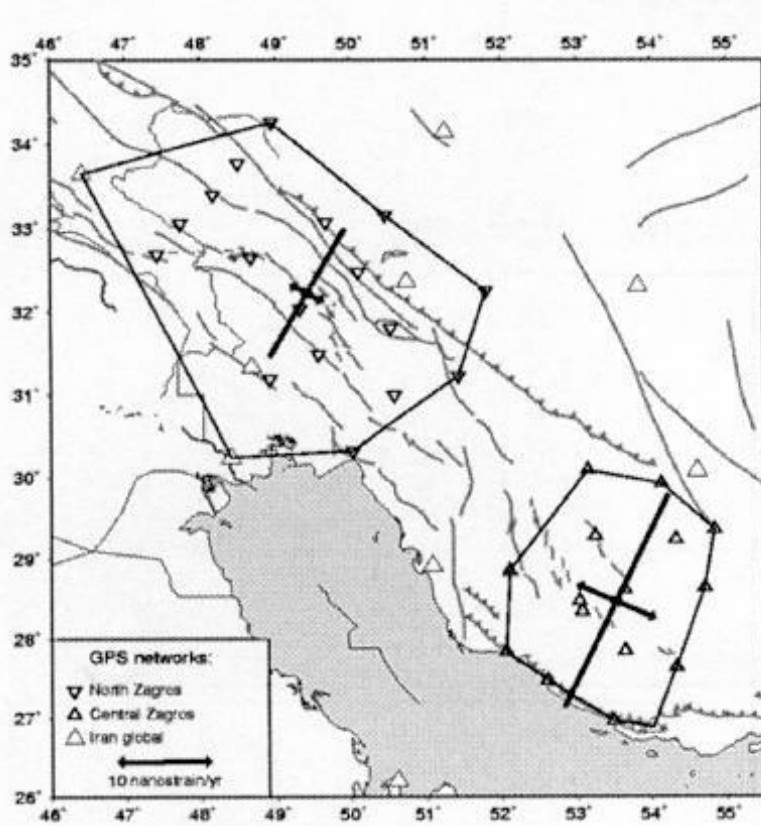 46° 47° 48° 49° 50° 51° 52° 53° 54° 55°
35°
34°
33°
32°
31°
30°
29°
28°
27°
26°
GPS networks:
North Zagros
Central Zagros
Iran global
10 nanostrain/yr
46° 47° 48° 49° 50° 51° 52° 53° 54° 55°